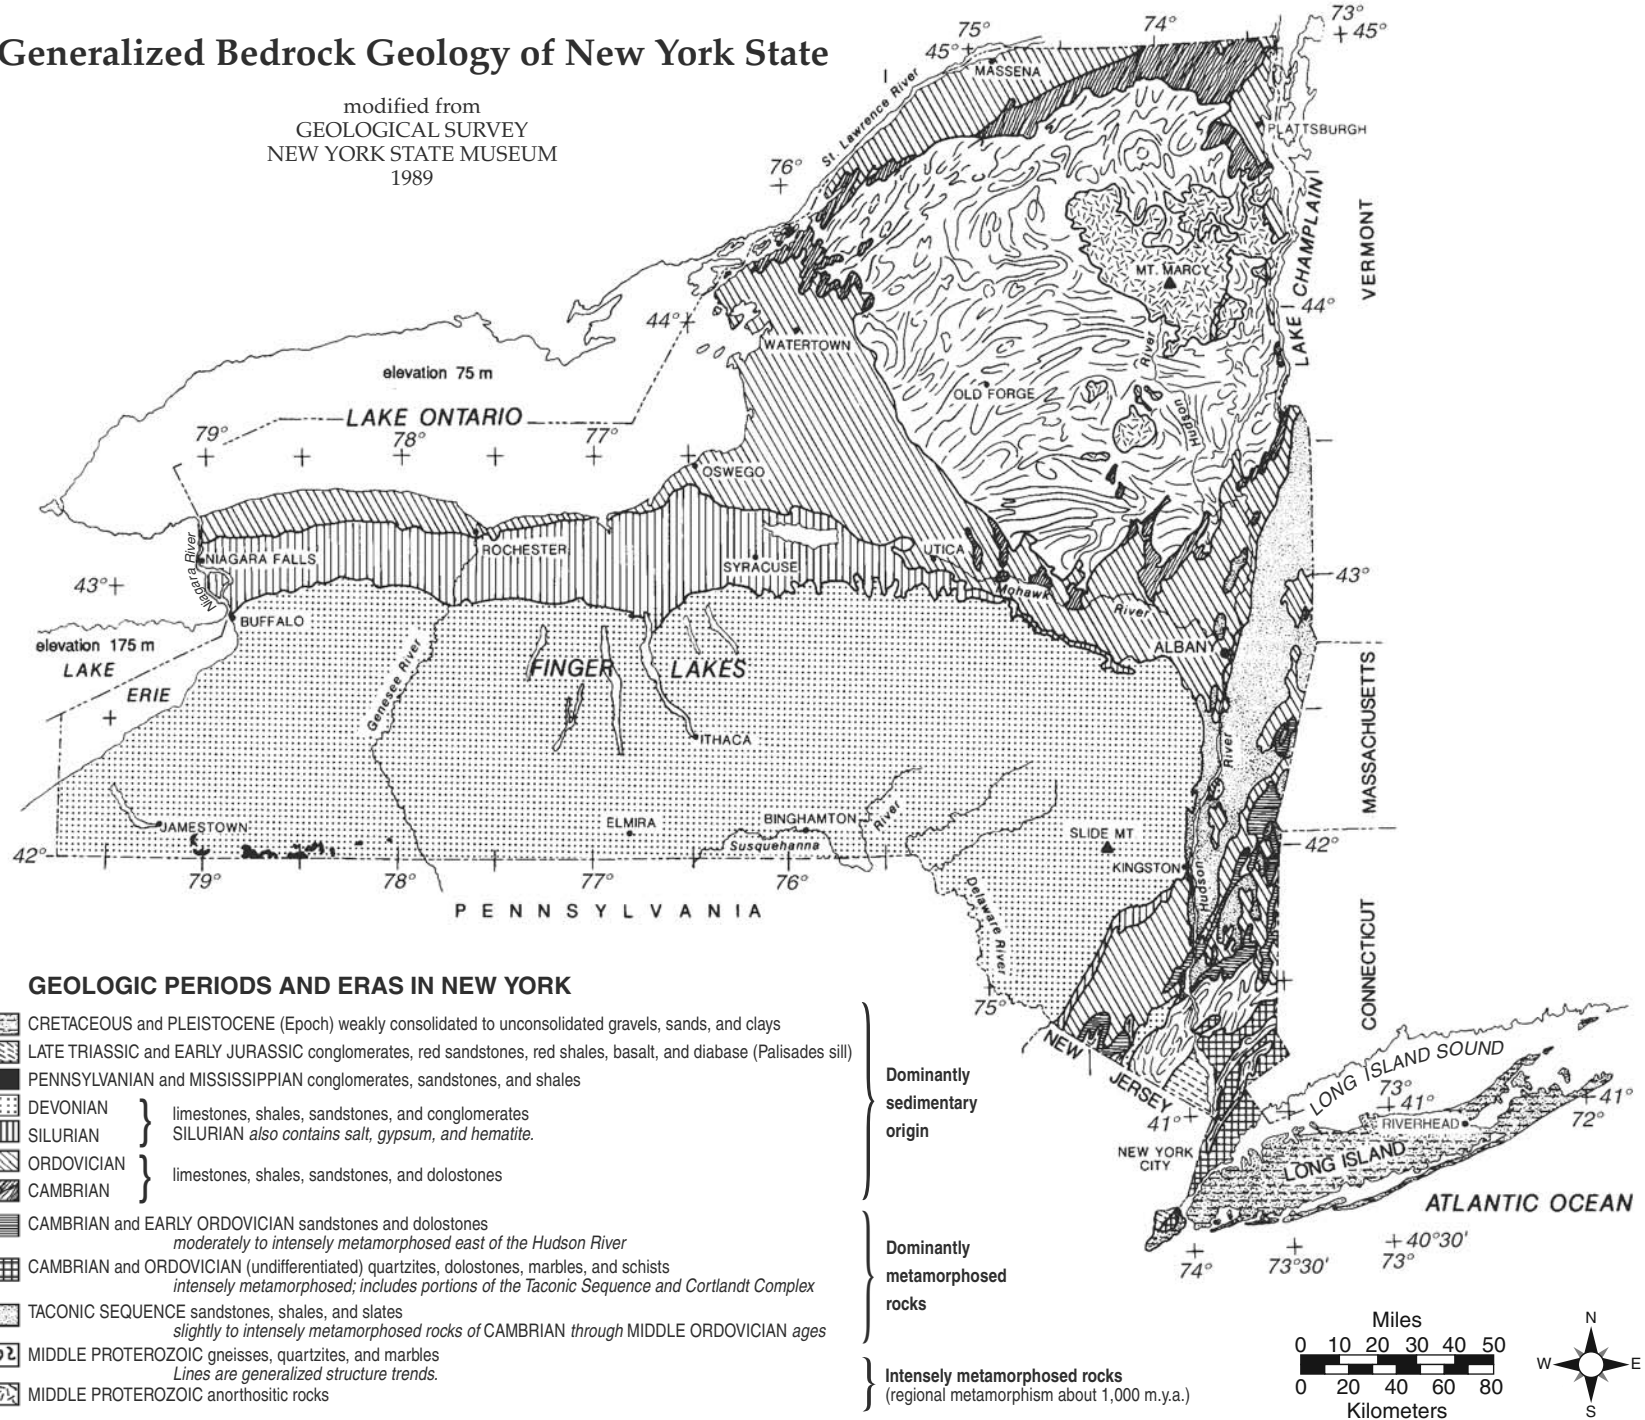 Generalized Bedrock Geology of New York State
modified from
GEOLOGICAL SURVEY
NEW YORK STATE MUSEUM
1989
75°
74°
73°
45°
45°
MASSENA
St. Lawrence River
PLATTSBURGH
76°
LAKE CHAMPLAIN
VERMONT
MT. MARCY
44°
44°
WATERTOWN
elevation 75 m
LAKE ONTARIO
OLD FORGE
Hudson
River
79°
78°
77°
OSWEGO
Niagara River
Niagara
NIAGARA FALLS
ROCHESTER
SYRACUSE
UTICA
Mohawk
River
43°
43°
BUFFALO
elevation 175 m
LAKE
ERIE
Genesee River
FINGER LAKES
ALBANY
MASSACHUSETTS
ITHACA
River
JAMESTOWN
ELMIRA
BINGHAMTON
River
Susquehanna
SLIDE MT.
42°
42°
KINGSTON
Hudson
79°
78°
77°
76°
Delaware River
PENNSYLVANIA
CONNECTICUT
75°
NEW
JERSEY
41°
LONG ISLAND SOUND
73°
41°
41°
72°
RIVERHEAD
NEW YORK
CITY
LONG ISLAND
ATLANTIC OCEAN
40°30'
74°
73°30'
73°
GEOLOGIC PERIODS AND ERAS IN NEW YORK
CRETACEOUS and PLEISTOCENE (Epoch) weakly consolidated to unconsolidated gravels, sands, and clays
LATE TRIASSIC and EARLY JURASSIC conglomerates, red sandstones, red shales, basalt, and diabase (Palisades sill)
PENNSYLVANIAN and MISSISSIPPIAN conglomerates, sandstones, and shales
DEVONIAN
limestones, shales, sandstones, and conglomerates
SILURIAN
SILURIAN also contains salt, gypsum, and hematite.
ORDOVICIAN
limestones, shales, sandstones, and dolostones
CAMBRIAN
CAMBRIAN and EARLY ORDOVICIAN sandstones and dolostones
moderately to intensely metamorphosed east of the Hudson River
CAMBRIAN and ORDOVICIAN (undifferentiated) quartzites, dolostones, marbles, and schists
intensely metamorphosed; includes portions of the Taconic Sequence and Cortlandt Complex
TACONIC SEQUENCE sandstones, shales, and slates
slightly to intensely metamorphosed rocks of CAMBRIAN through MIDDLE ORDOVICIAN ages
MIDDLE PROTEROZOIC gneisses, quartzites, and marbles
Lines are generalized structure trends.
MIDDLE PROTEROZOIC anorthositic rocks
Dominantly
sedimentary
origin
Dominantly
metamorphosed
rocks
Intensely metamorphosed rocks
(regional metamorphism about 1,000 m.y.a.)
Miles
0 10 20 30 40 50
0 20 40 60 80
Kilometers
N
W E
S